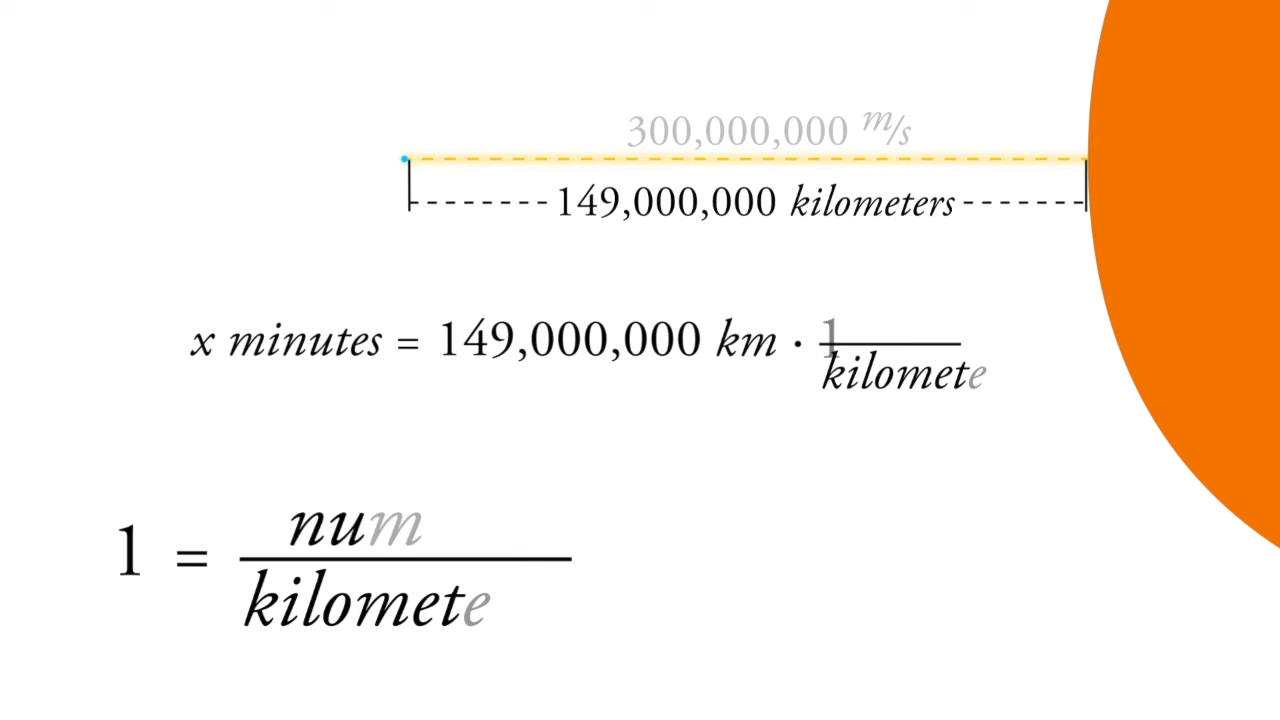 300,000,000 m/s
149,000,000 kilometers
x minutes = 149,000,000 km · 1
kilomete
1 = num
kilomete